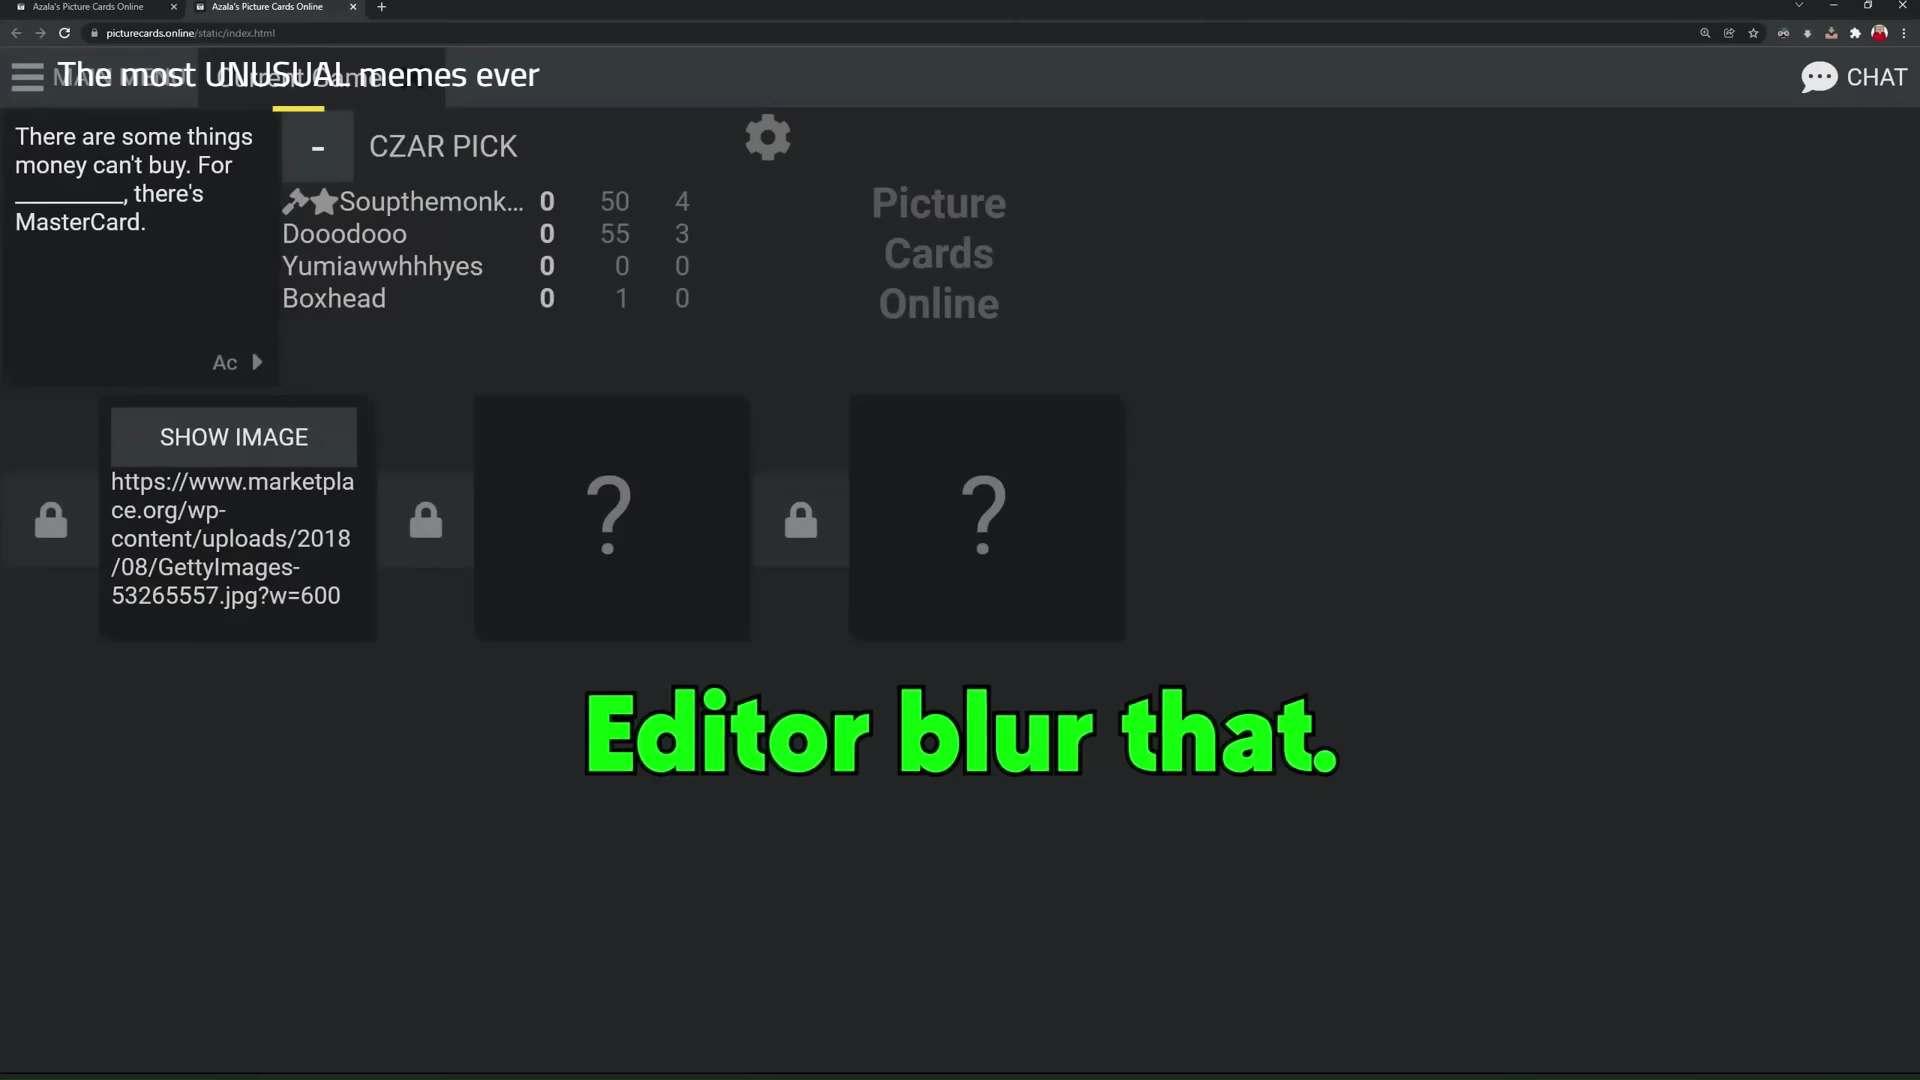 Azala's Picture Cards Online
Azala's Picture Cards Online
picturecards.online/static/index.html
The most UNUSUAL memes ever
CHAT
There are some things
money can't buy. For
_________, there's
MasterCard.
Ac
-
CZAR PICK
Soupthemonk... 0 50 4
Dooodooo 0 55 3
Yumiawwhhhyes 0 0 0
Boxhead 0 1 0
Picture
Cards
Online
SHOW IMAGE
https://www.marketpla
ce.org/wp-
content/uploads/2018
/08/GettyImages-
53265557.jpg?w=600
?
?
Editor blur that.